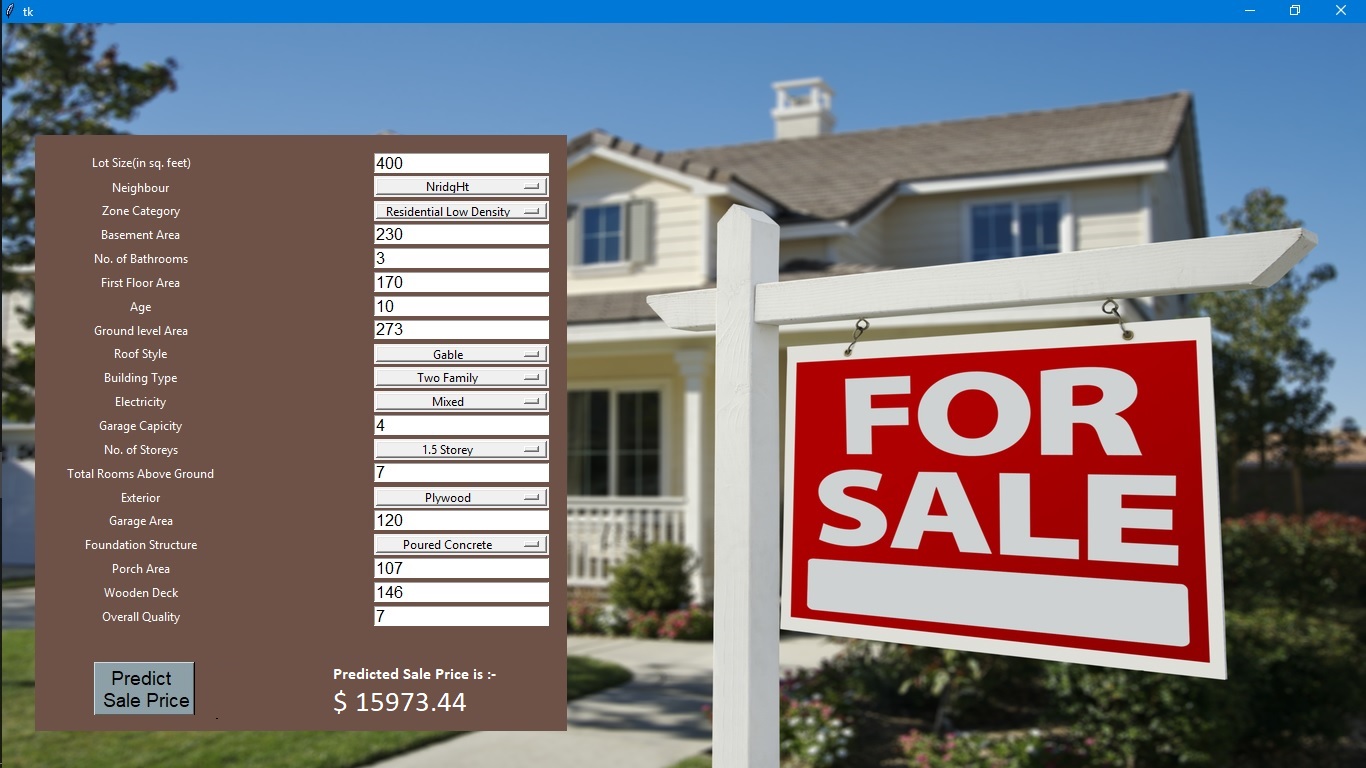 tk
Lot Size(in sq. feet) 400
Neighbour NridgHt
Zone Category Residential Low Density
Basement Area 230
No. of Bathrooms 3
First Floor Area 170
Age 10
Ground level Area 273
Roof Style Gable
Building Type Two Family
Electricity Mixed
Garage Capicity 4
No. of Storeys 1.5 Storey
Total Rooms Above Ground 7
Exterior Plywood
Garage Area 120
Foundation Structure Poured Concrete
Porch Area 107
Wooden Deck 146
Overall Quality 7
Predict
Sale Price
Predicted Sale Price is :-
$ 15973.44
FOR
SALE